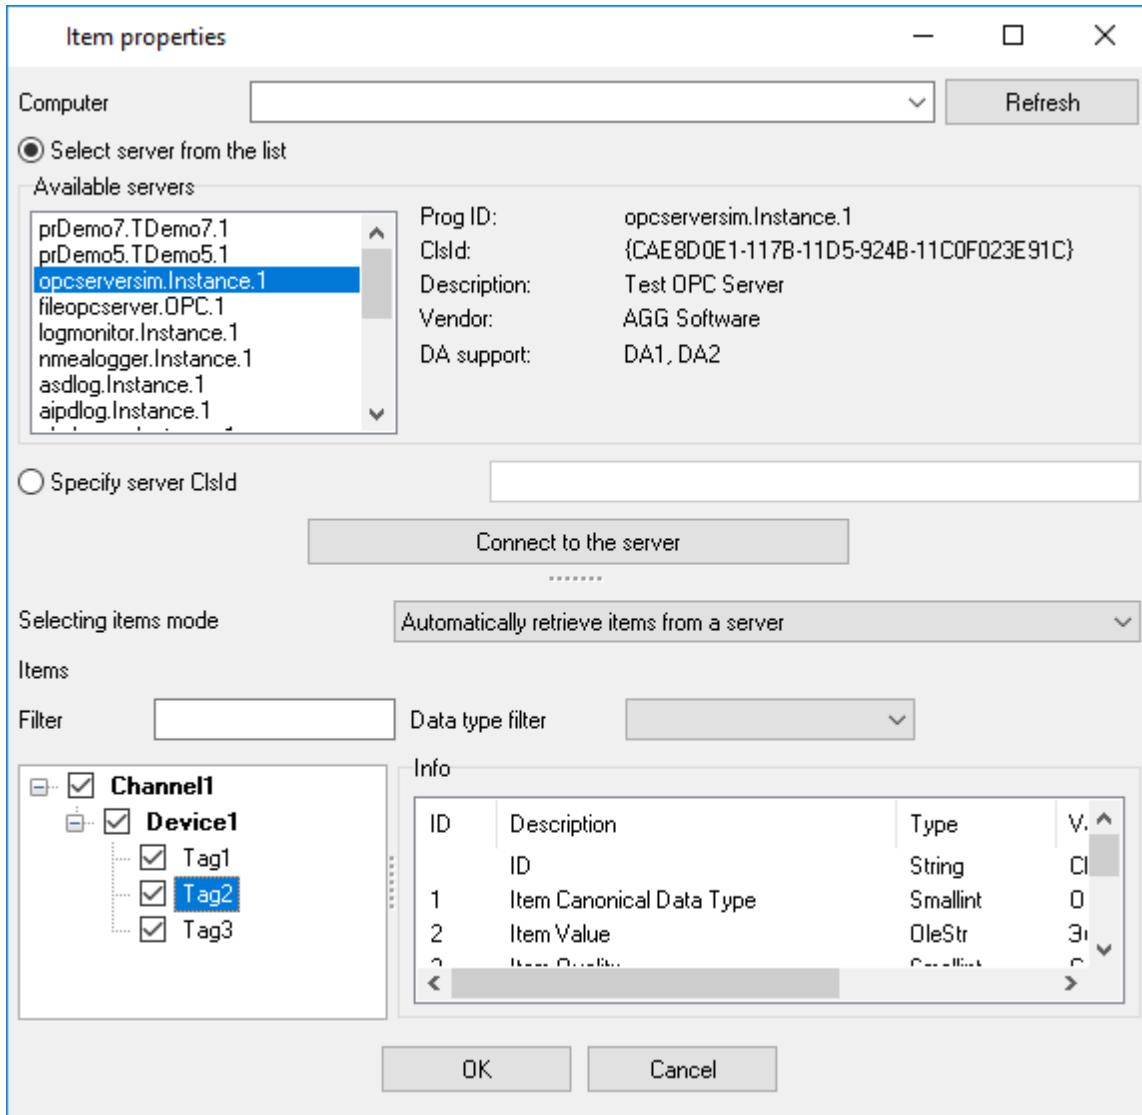 Item properties
Computer Refresh
Select server from the list
Available servers
prDemo7.TDemo7.1
prDemo5.TDemo5.1
opcserversim.Instance.1
fileopcserver.OPC.1
logmonitor.Instance.1
nmealogger.Instance.1
asdlog.Instance.1
aipdlog.Instance.1
Prog ID: opcserversim.Instance.1
ClsId: {CAE8D0E1-117B-11D5-924B-11C0F023E91C}
Description: Test OPC Server
Vendor: AGG Software
DA support: DA1, DA2
Specify server ClsId
Connect to the server
Selecting items mode Automatically retrieve items from a server
Items
Filter Data type filter
Channel1
Device1
Tag1
Tag2
Tag3
Info
ID Description Type
ID String
1 Item Canonical Data Type Smallint
2 Item Value OleStr
Item Quality Smallint
OK Cancel